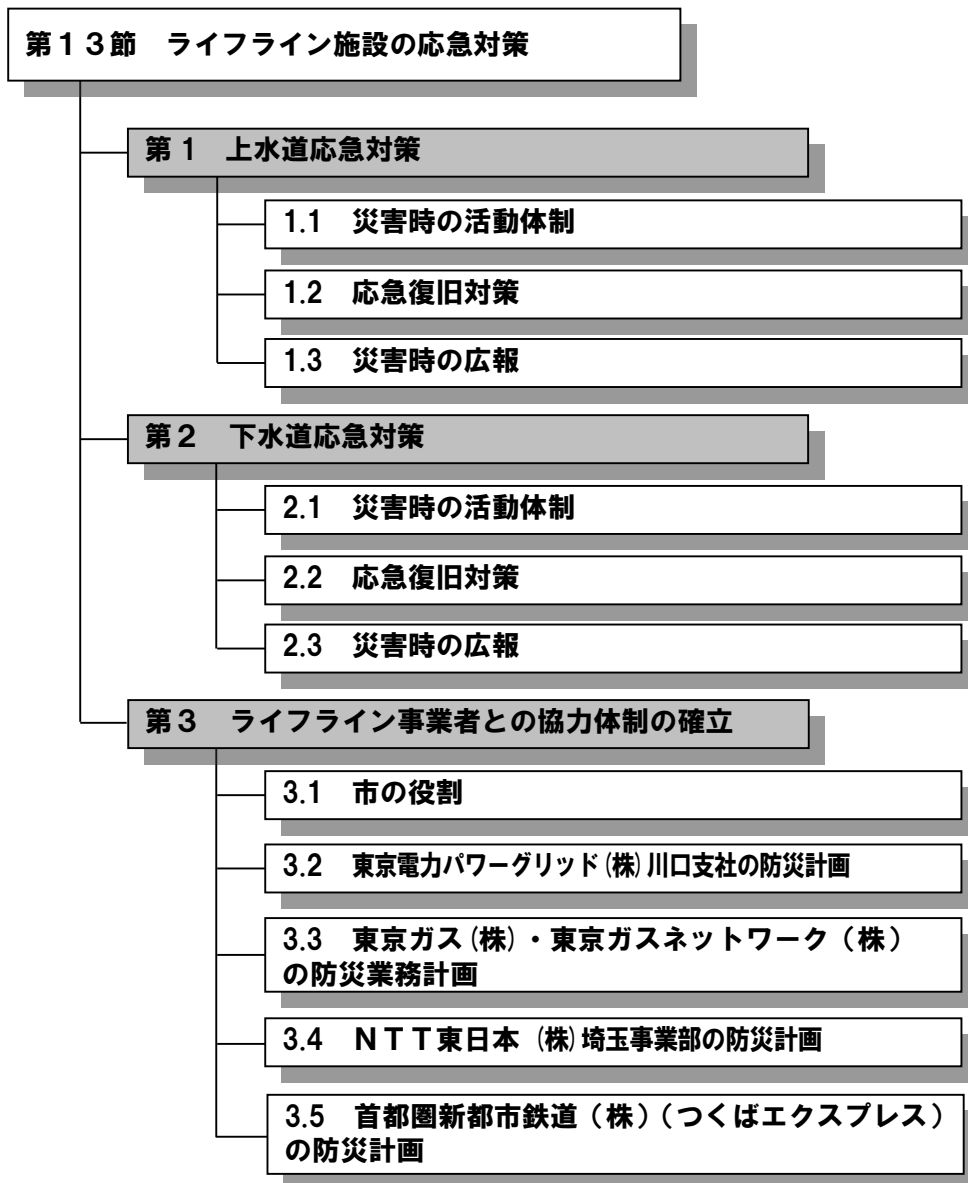 第１３節　ライフライン施設の応急対策
第１　上水道応急対策
1.1　災害時の活動体制
1.2　応急復旧対策
1.3　災害時の広報
第２　下水道応急対策
2.1　災害時の活動体制
2.2　応急復旧対策
2.3　災害時の広報
第３　ライフライン事業者との協力体制の確立
3.1　市の役割
3.2　東京電力パワーグリッド(株)川口支社の防災計画
3.3　東京ガス(株)・東京ガスネットワーク（株）
の防災業務計画
3.4　ＮＴＴ東日本 (株)埼玉事業部の防災計画
3.5　首都圏新都市鉄道（株）（つくばエクスプレス）
の防災計画